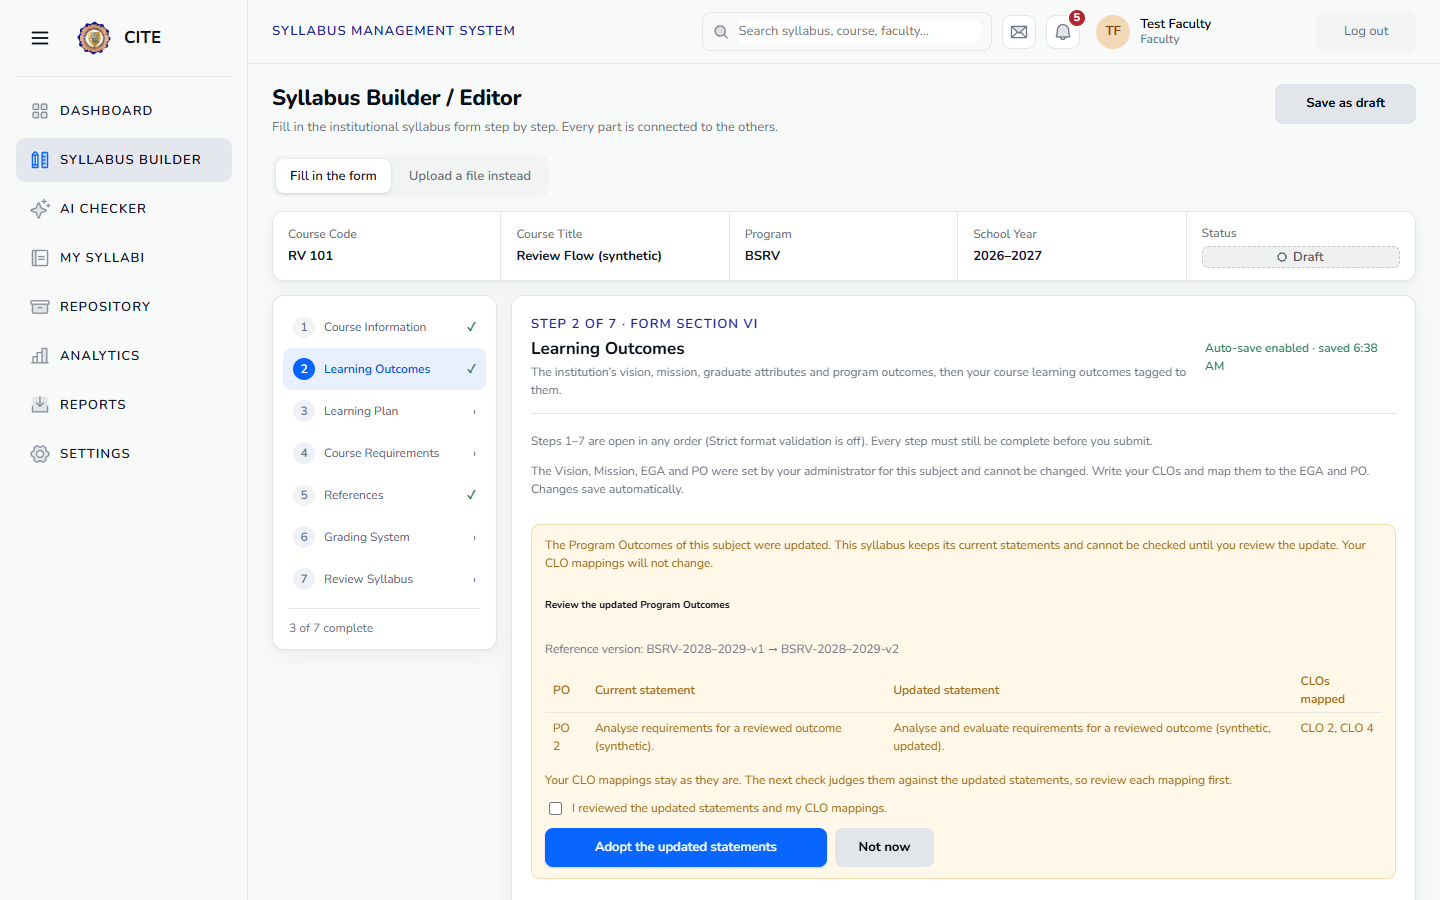 CITE
SYLLABUS MANAGEMENT SYSTEM
Search syllabus, course, faculty...
5
TF
Test Faculty
Faculty
Log out
DASHBOARD
SYLLABUS BUILDER
AI CHECKER
MY SYLLABI
REPOSITORY
ANALYTICS
REPORTS
SETTINGS
Syllabus Builder / Editor
Fill in the institutional syllabus form step by step. Every part is connected to the others.
Save as draft
Fill in the form
Upload a file instead
Course Code
RV 101
Course Title
Review Flow (synthetic)
Program
BSRV
School Year
2026–2027
Status
Draft
1 Course Information ✓
2 Learning Outcomes ✓
3 Learning Plan ›
4 Course Requirements ›
5 References ✓
6 Grading System ›
7 Review Syllabus ›
3 of 7 complete
STEP 2 OF 7 · FORM SECTION VI
Learning Outcomes
The institution's vision, mission, graduate attributes and program outcomes, then your course learning outcomes tagged to
them.
Auto-save enabled · saved 6:38
AM
Steps 1–7 are open in any order (Strict format validation is off). Every step must still be complete before you submit.
The Vision, Mission, EGA and PO were set by your administrator for this subject and cannot be changed. Write your CLOs and map them to the EGA and PO.
Changes save automatically.
The Program Outcomes of this subject were updated. This syllabus keeps its current statements and cannot be checked until you review the update. Your
CLO mappings will not change.
Review the updated Program Outcomes
Reference version: BSRV-2028–2029-v1 → BSRV-2028–2029-v2
PO
Current statement
Updated statement
CLOs
mapped
PO
2
Analyse requirements for a reviewed outcome
(synthetic).
Analyse and evaluate requirements for a reviewed outcome (synthetic,
updated).
CLO 2, CLO 4
Your CLO mappings stay as they are. The next check judges them against the updated statements, so review each mapping first.
I reviewed the updated statements and my CLO mappings.
Adopt the updated statements
Not now